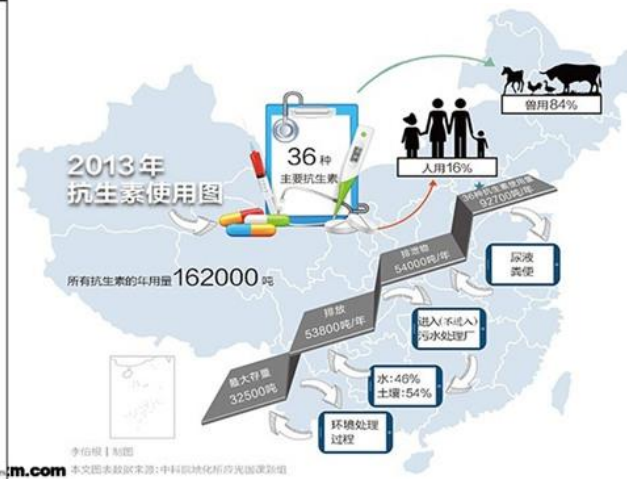 2013年
抗生素使用图
36种
主要抗生素
兽用84%
人用16%
36种抗生素使用量
92700吨/年
尿液
粪便
排泄物
54000吨/年
进入(不进入)
污水处理厂
排放
53800吨/年
水:46%
土壤:54%
最大存量
32500吨
环境处理
过程
所有抗生素的年用量162000吨
李伯根|制图
本文图表数据来源:中科院地化所应光国课题组
m.com